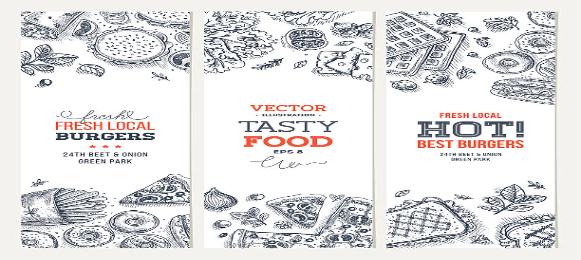 fresh
FRESH LOCAL
BURGERS
24TH BEET & ONION
GREEN PARK
VECTOR
ILLUSTRATION
TASTY
FOOD
EPS 8
FRESH LOCAL
HOT!
BEST BURGERS
24TH BEET & ONION
GREEN PARK